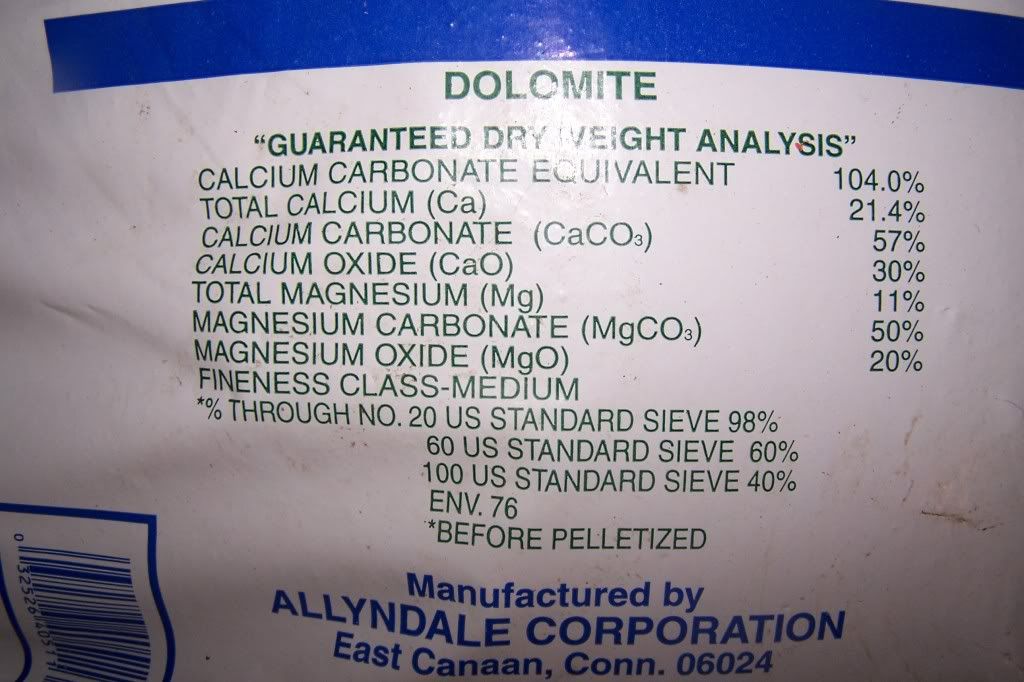 DOLOMITE
"GUARANTEED DRY WEIGHT ANALYSIS"
CALCIUM CARBONATE EQUIVALENT 104.0%
TOTAL CALCIUM (Ca) 21.4%
CALCIUM CARBONATE (CaCO₃) 57%
CALCIUM OXIDE (CaO) 30%
TOTAL MAGNESIUM (Mg) 11%
MAGNESIUM CARBONATE (MgCO₃) 50%
MAGNESIUM OXIDE (MgO) 20%
FINENESS CLASS-MEDIUM
*% THROUGH NO. 20 US STANDARD SIEVE 98%
60 US STANDARD SIEVE 60%
100 US STANDARD SIEVE 40%
ENV. 76
*BEFORE PELLETIZED
Manufactured by
ALLYNDALE CORPORATION
East Canaan, Conn. 06024